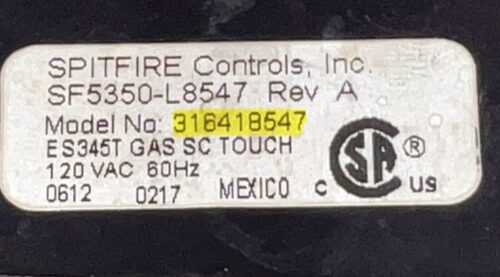 SPITFIRE Controls, Inc.
SF5350-L8547 Rev A
Model No: 316418547
ES345T GAS SC TOUCH
120 VAC 60Hz
0612 0217 MEXICO C SA ® C US